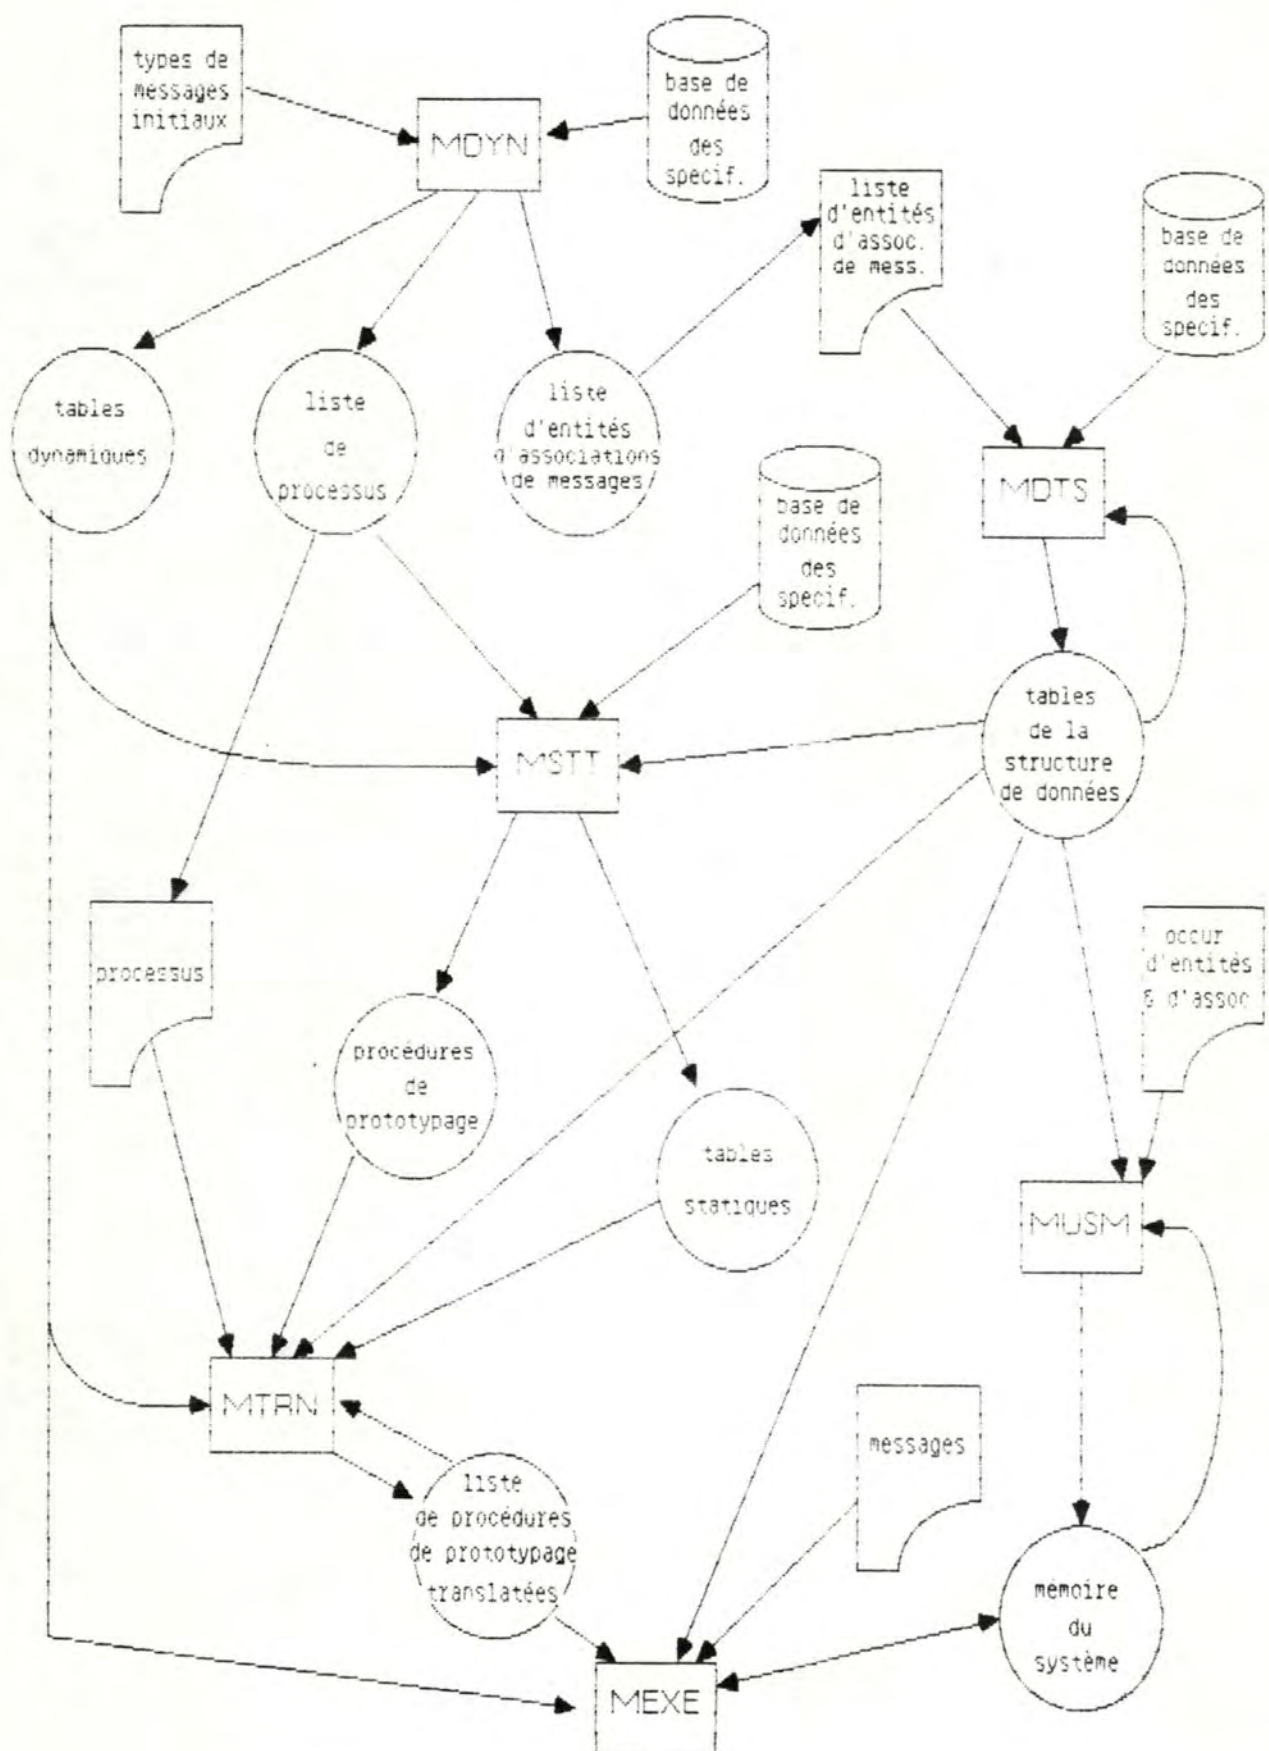 types de
messages
initiaux
MDYN
base de
données
des
specif.
liste
d'entités
d'assoc.
de mess.
base de
données
des
specif.
tables
dynamiques
liste
de
processus
liste
d'entités
d'associations
de messages
base de
données
des
specif.
MDTS
tables
de la
structure
de données
MSTT
processus
occur
d'entités
& d'assoc
procédures
de
prototypage
tables
statiques
MUSM
MTRN
messages
liste
de procédures
de prototypage
translatées
mémoire
du
système
MEXE